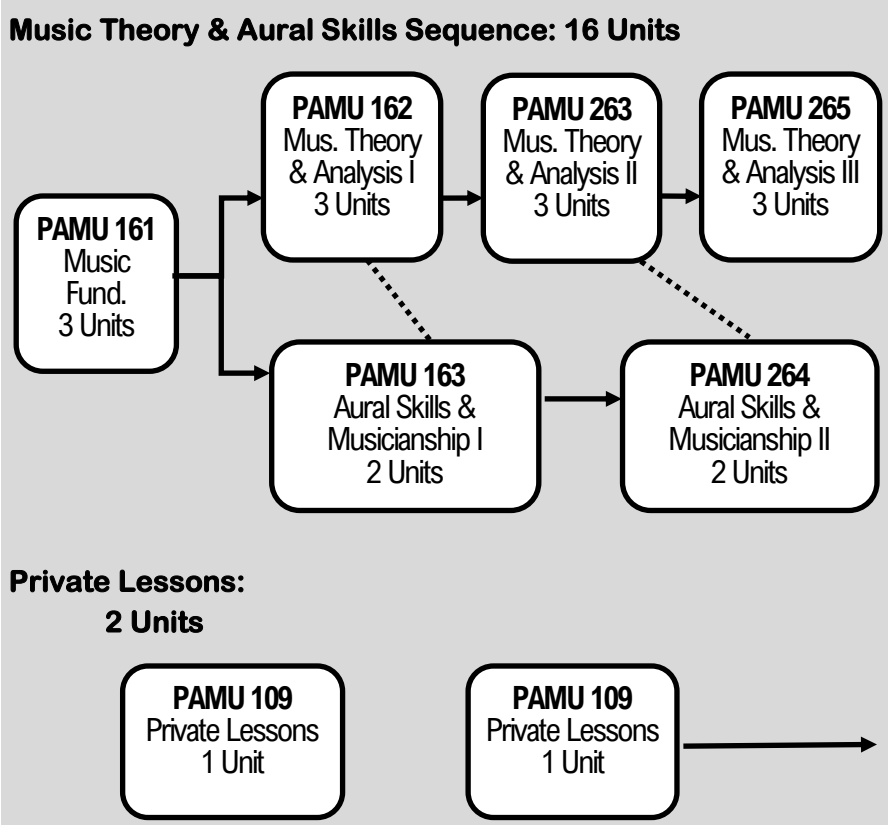 Music Theory & Aural Skills Sequence: 16 Units
PAMU 162
Mus. Theory
& Analysis I
3 Units
PAMU 263
Mus. Theory
& Analysis II
3 Units
PAMU 265
Mus. Theory
& Analysis III
3 Units
PAMU 161
Music
Fund.
3 Units
PAMU 163
Aural Skills &
Musicianship I
2 Units
PAMU 264
Aural Skills &
Musicianship II
2 Units
Private Lessons:
2 Units
PAMU 109
Private Lessons
1 Unit
PAMU 109
Private Lessons
1 Unit